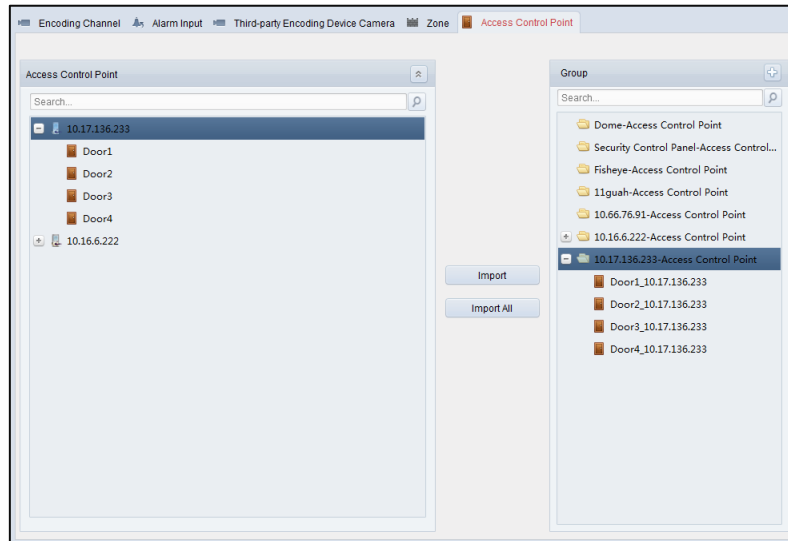 Encoding Channel Alarm Input Third-party Encoding Device Camera Zone Access Control Point
Access Control Point
Search...
10.17.136.233
Door1
Door2
Door3
Door4
10.16.6.222
Import
Import All
Group
Search...
Dome-Access Control Point
Security Control Panel-Access Control...
Fisheye-Access Control Point
11guah-Access Control Point
10.66.76.91-Access Control Point
10.16.6.222-Access Control Point
10.17.136.233-Access Control Point
Door1_10.17.136.233
Door2_10.17.136.233
Door3_10.17.136.233
Door4_10.17.136.233